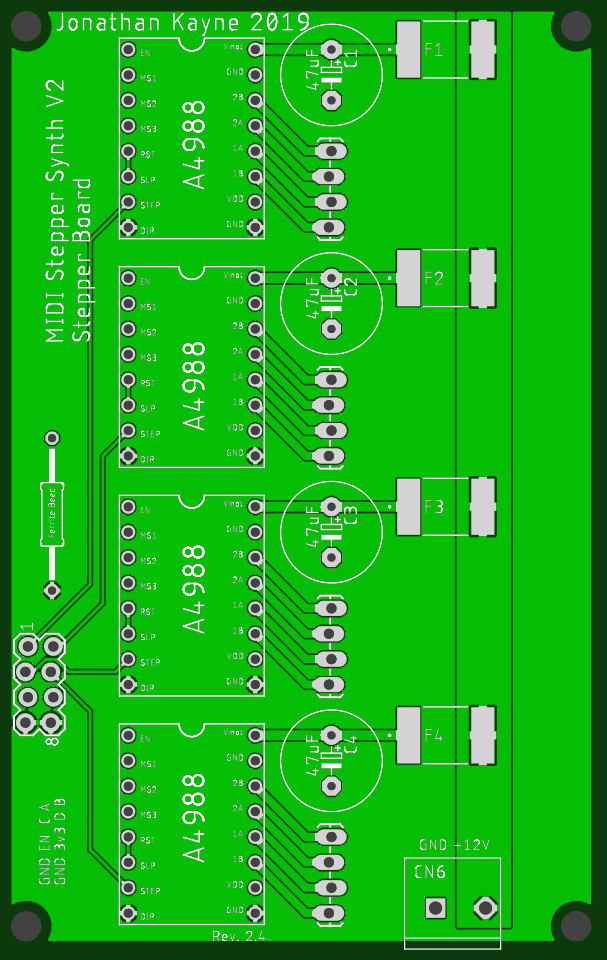 Jonathan Kayne 2019
MIDI Stepper Synth V2
Stepper Board
EN
MS1
MS2
MS3
RST
SLP
STEP
DIR
A4988
Vmot
GND
2B
2A
1A
1B
VDD
GND
47uF
+
C1
F1
EN
MS1
MS2
MS3
RST
SLP
STEP
DIR
A4988
Vmot
GND
2B
2A
1A
1B
VDD
GND
47uF
+
C2
F2
Ferrite Bead
EN
MS1
MS2
MS3
RST
SLP
STEP
DIR
A4988
Vmot
GND
2B
2A
1A
1B
VDD
GND
47uF
+
C3
F3
1
8
EN
MS1
MS2
MS3
RST
SLP
STEP
DIR
A4988
Vmot
GND
2B
2A
1A
1B
VDD
GND
47uF
+
C4
F4
GND EN C A
GND 3v3 D B
GND +12V
CN6
Rev. 2.4